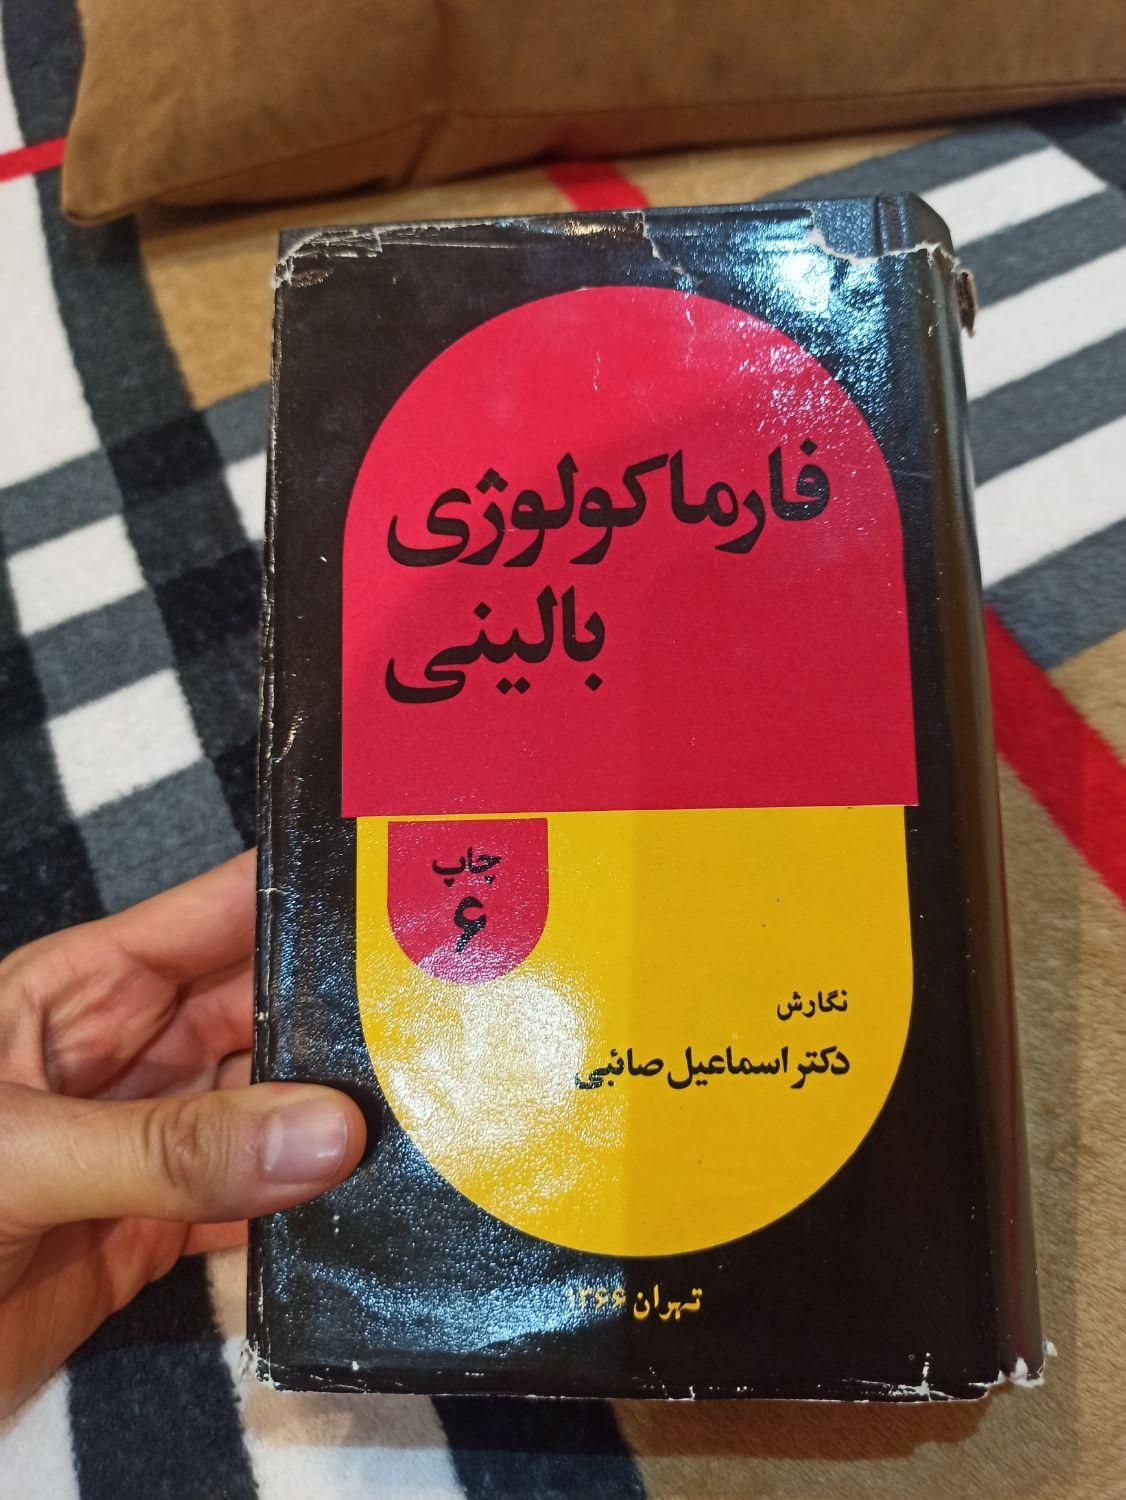 فارماکولوژی
بالینی
چاپ
۶
نگارش
دکتر اسماعیل صائبی
تهران ۱۳۶۶